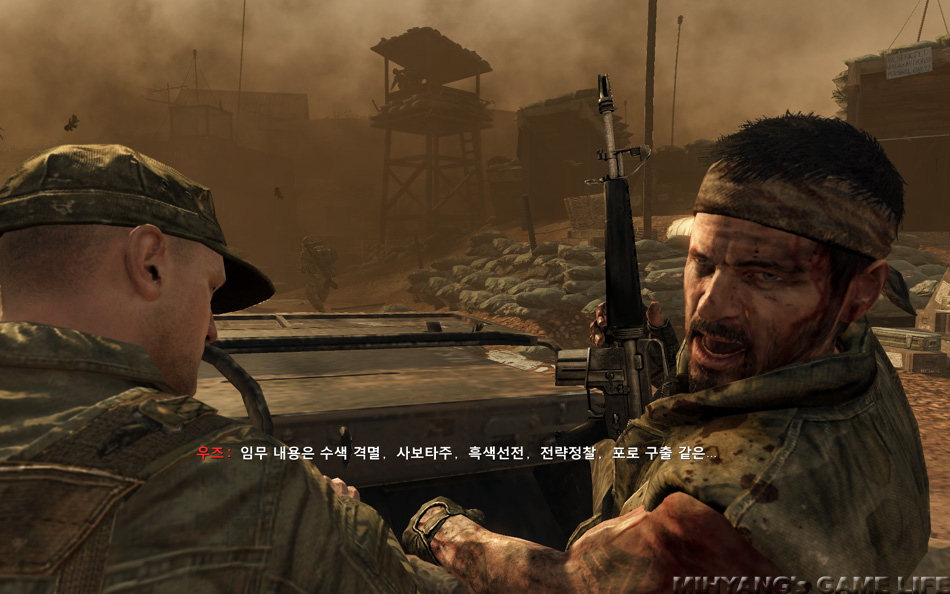 우즈: 임무 내용은 수색 격멸, 사보타주, 흑색선전, 전략정찰, 포로 구출 같은...
MIHYANG's GAME LIFE